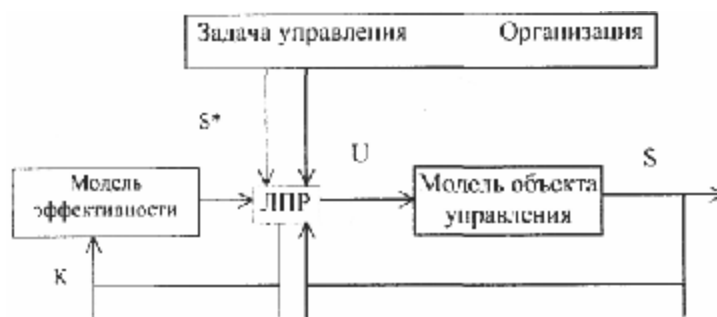 Задача управления Организация
S*
U
S
Модель
эффективности
ЛПР
Модель объекта
управления
К